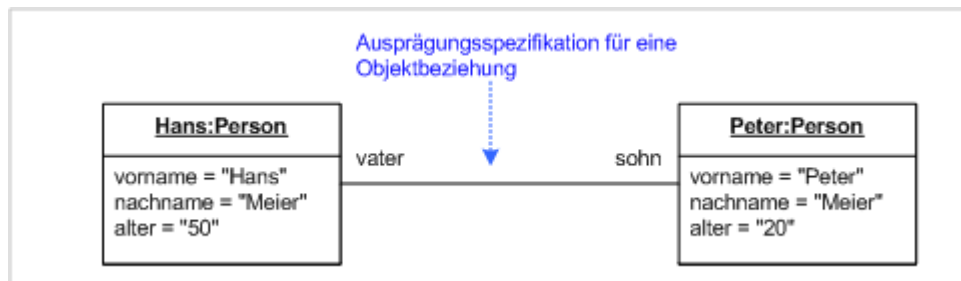 Ausprägungsspezifikation für eine
Objektbeziehung
Hans:Person
vorname = "Hans"
nachname = "Meier"
alter = "50"
vater
sohn
Peter:Person
vorname = "Peter"
nachname = "Meier"
alter = "20"